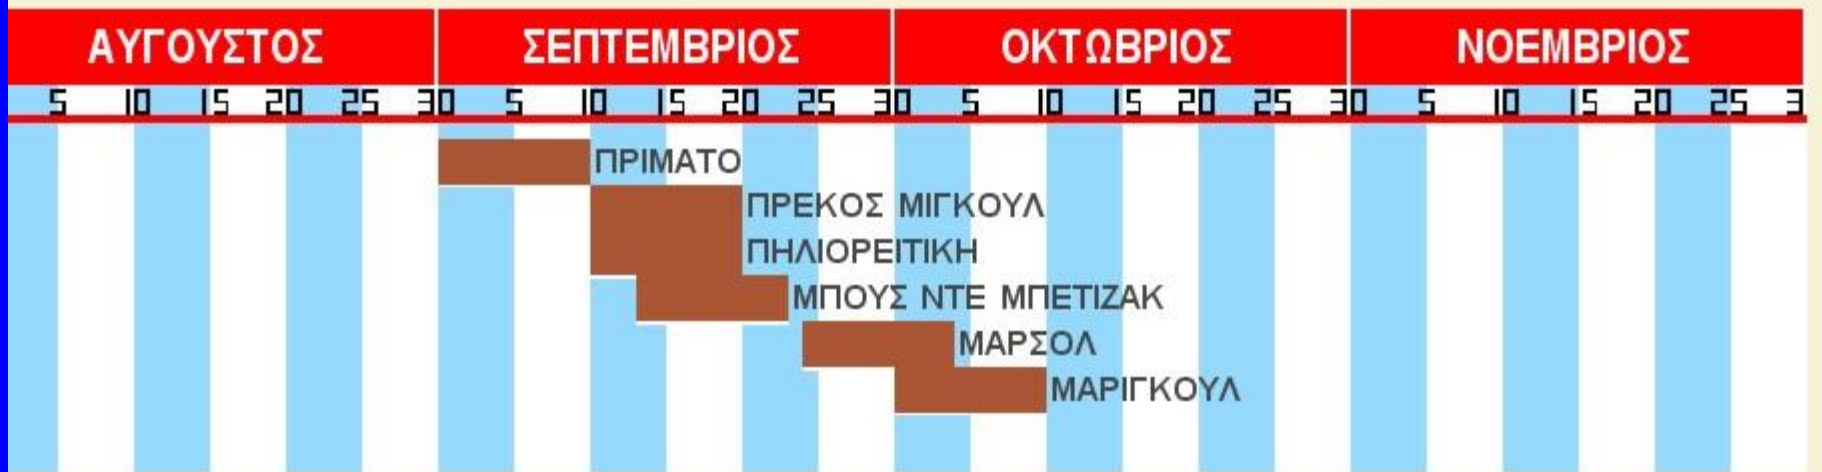 ΑΥΓΟΥΣΤΟΣ ΣΕΠΤΕΜΒΡΙΟΣ ΟΚΤΩΒΡΙΟΣ ΝΟΕΜΒΡΙΟΣ
5 10 15 20 25 30 5 10 15 20 25 30 5 10 15 20 25 30 5 10 15 20 25 3
ΠΡΙΜΑΤΟ
ΠΡΕΚΟΣ ΜΙΓΚΟΥΛ
ΠΗΛΙΟΡΕΙΤΙΚΗ
ΜΠΟΥΣ ΝΤΕ ΜΠΕΤΙΖΑΚ
ΜΑΡΣΟΛ
ΜΑΡΙΓΚΟΥΛ